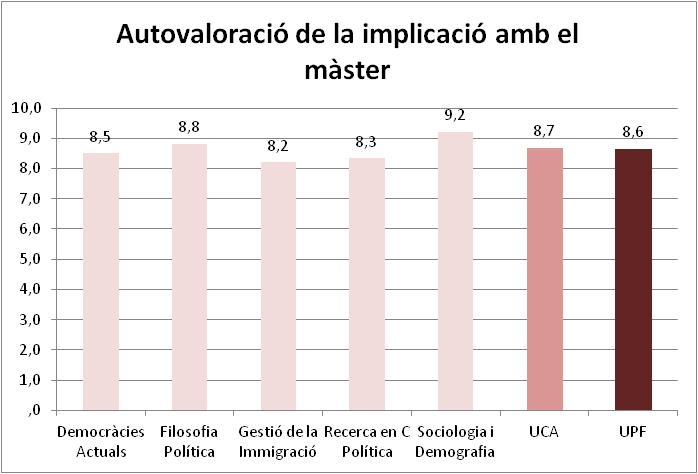 Autovaloració de la implicació amb el
màster
10,0
9,0
8,0
7,0
6,0
5,0
4,0
3,0
2,0
1,0
,0
8,5
8,8
8,2
8,3
9,2
8,7
8,6
Democràcies
Actuals
Filosofia
Política
Gestió de la
Immigració
Recerca en C
Política
Sociologia i
Demografia
UCA
UPF